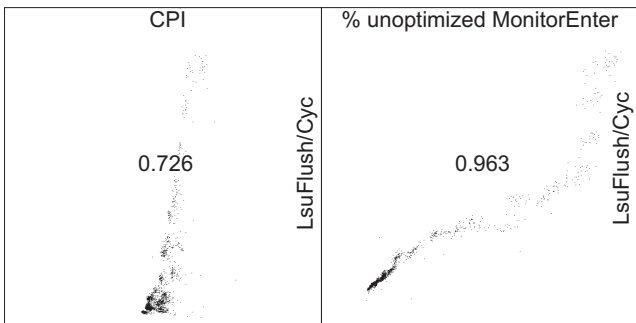 CPI
LsuFlush/Cyc
0.726
% unoptimized MonitorEnter
LsuFlush/Cyc
0.963